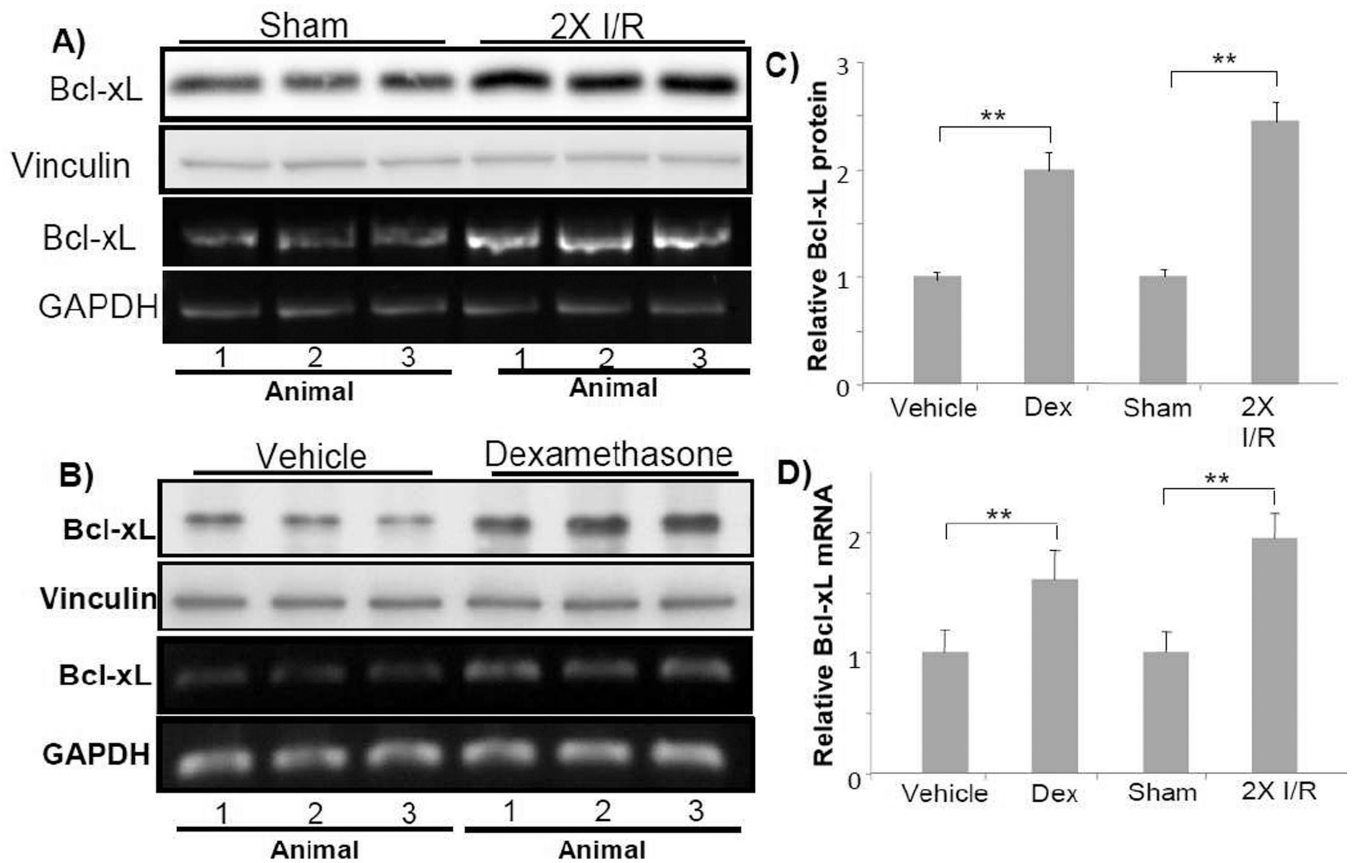 A)
Sham 2X I/R
Bcl-xL
Vinculin
Bcl-xL
GAPDH
1 2 3 1 2 3
Animal Animal
B)
Vehicle Dexamethasone
Bcl-xL
Vinculin
Bcl-xL
GAPDH
1 2 3 1 2 3
Animal Animal
C)
Relative Bcl-xL protein
3
2
1
0
** **
Vehicle Dex Sham 2X
I/R
D)
Relative Bcl-xL mRNA
2
1
0
** **
Vehicle Dex Sham 2X I/R